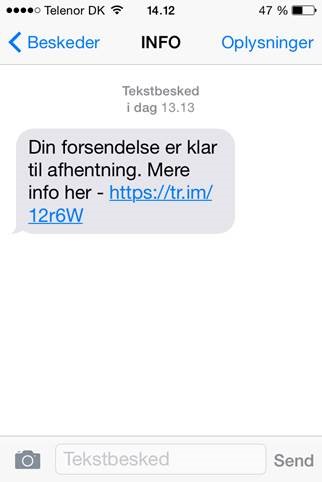 Telenor DK 14.12 47 %
Beskeder INFO Oplysninger
Tekstbesked
i dag 13.13
Din forsendelse er klar
til afhentning. Mere
info her - https://tr.im/
12r6W
Tekstbesked Send